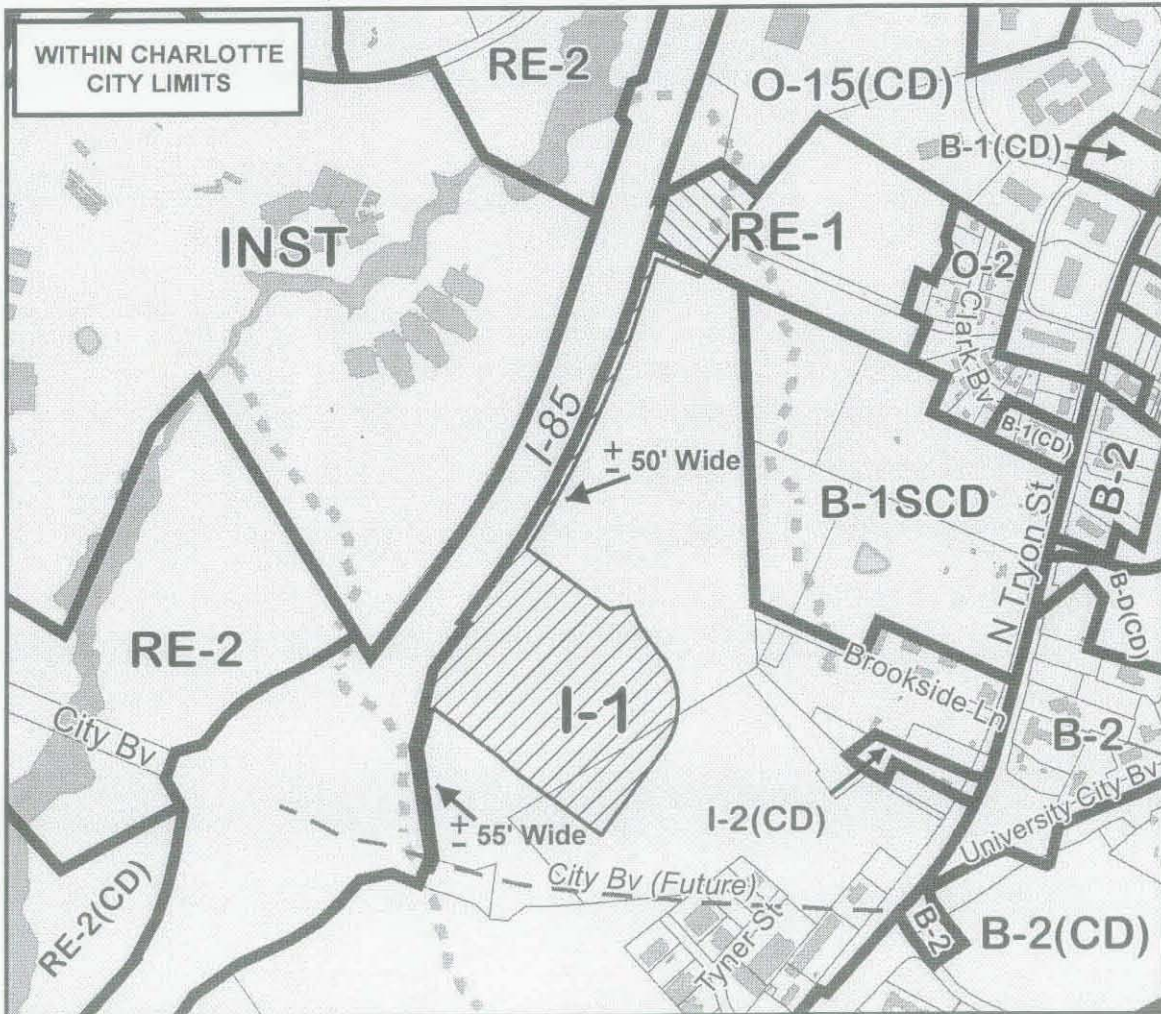 WITHIN CHARLOTTE
CITY LIMITS
RE-2
O-15(CD)
B-1(CD)
INST
RE-1
O-2
Clark Bv
I-85
± 50' Wide
B-1(CD)
B-2
B-1SCD
N Tryon St
B-D(CD)
RE-2
City Bv
I-1
Brookside Ln
B-2
± 55' Wide
I-2(CD)
University City Bv
City Bv (Future)
RE-2(CD)
Tyner St
B-2
B-2(CD)